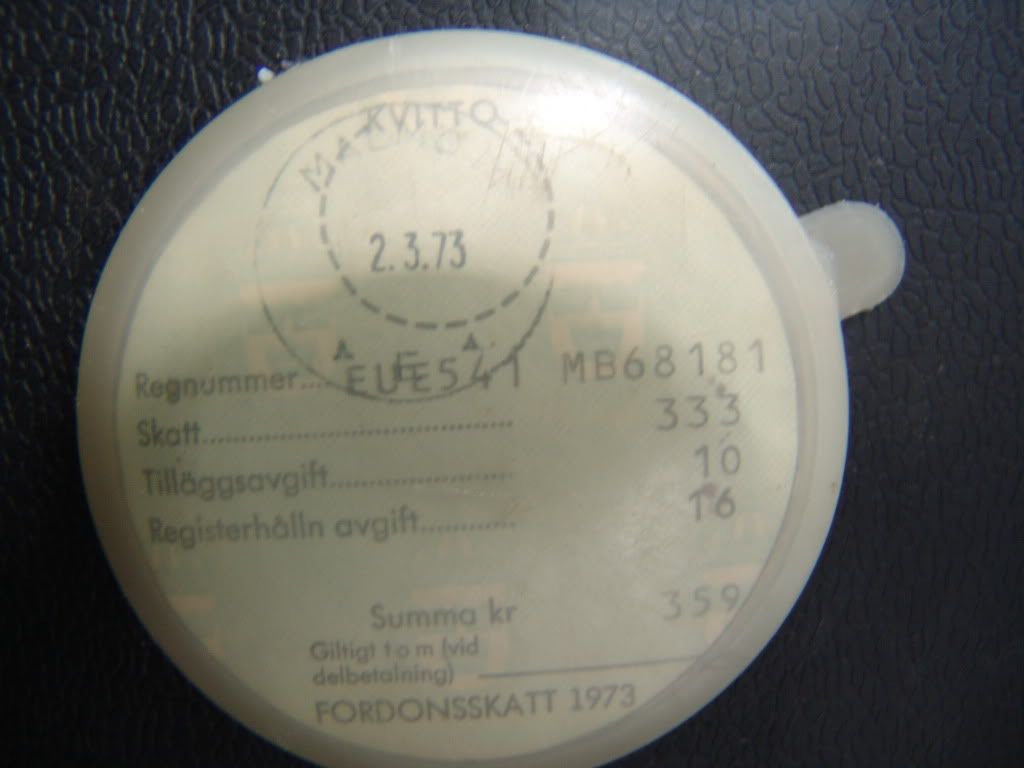 KVITTO
2.3.73
Regnummer.... EUE541 MB68181
Skatt........................................ 333
Tilläggsavgift........................ 10
Registerhålln avgift............ 16
Summa kr 359
Giltigt t o m (vid
delbetalning)
FORDONSSKATT 1973